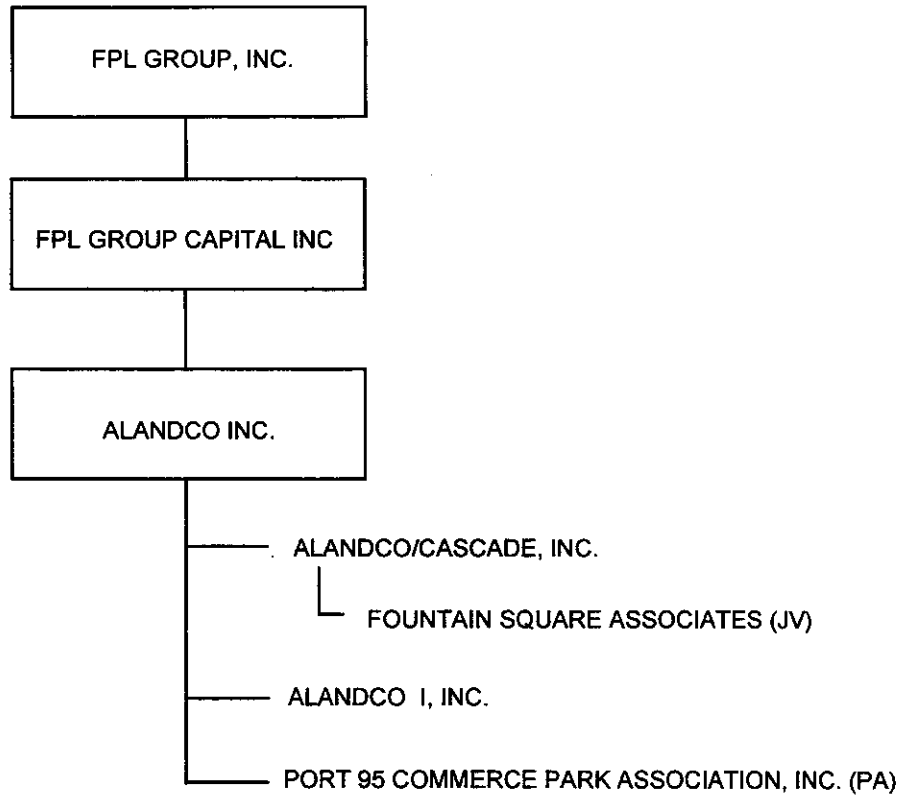 FPL GROUP, INC.
FPL GROUP CAPITAL INC
ALANDCO INC.
ALANDCO/CASCADE, INC.
FOUNTAIN SQUARE ASSOCIATES (JV)
ALANDCO I, INC.
PORT 95 COMMERCE PARK ASSOCIATION, INC. (PA)